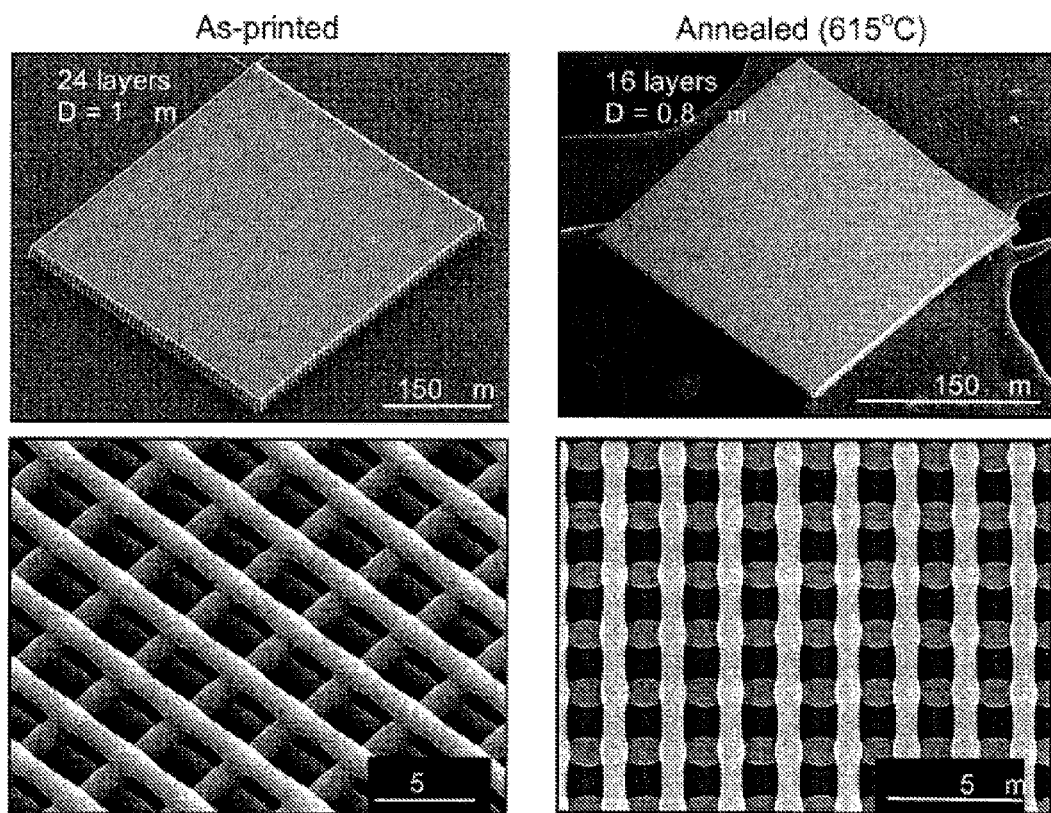 As-printed
Annealed (615°C)
24 layers
D = 1 m
16 layers
D = 0.8 m
150 m
150 m
5
5 m